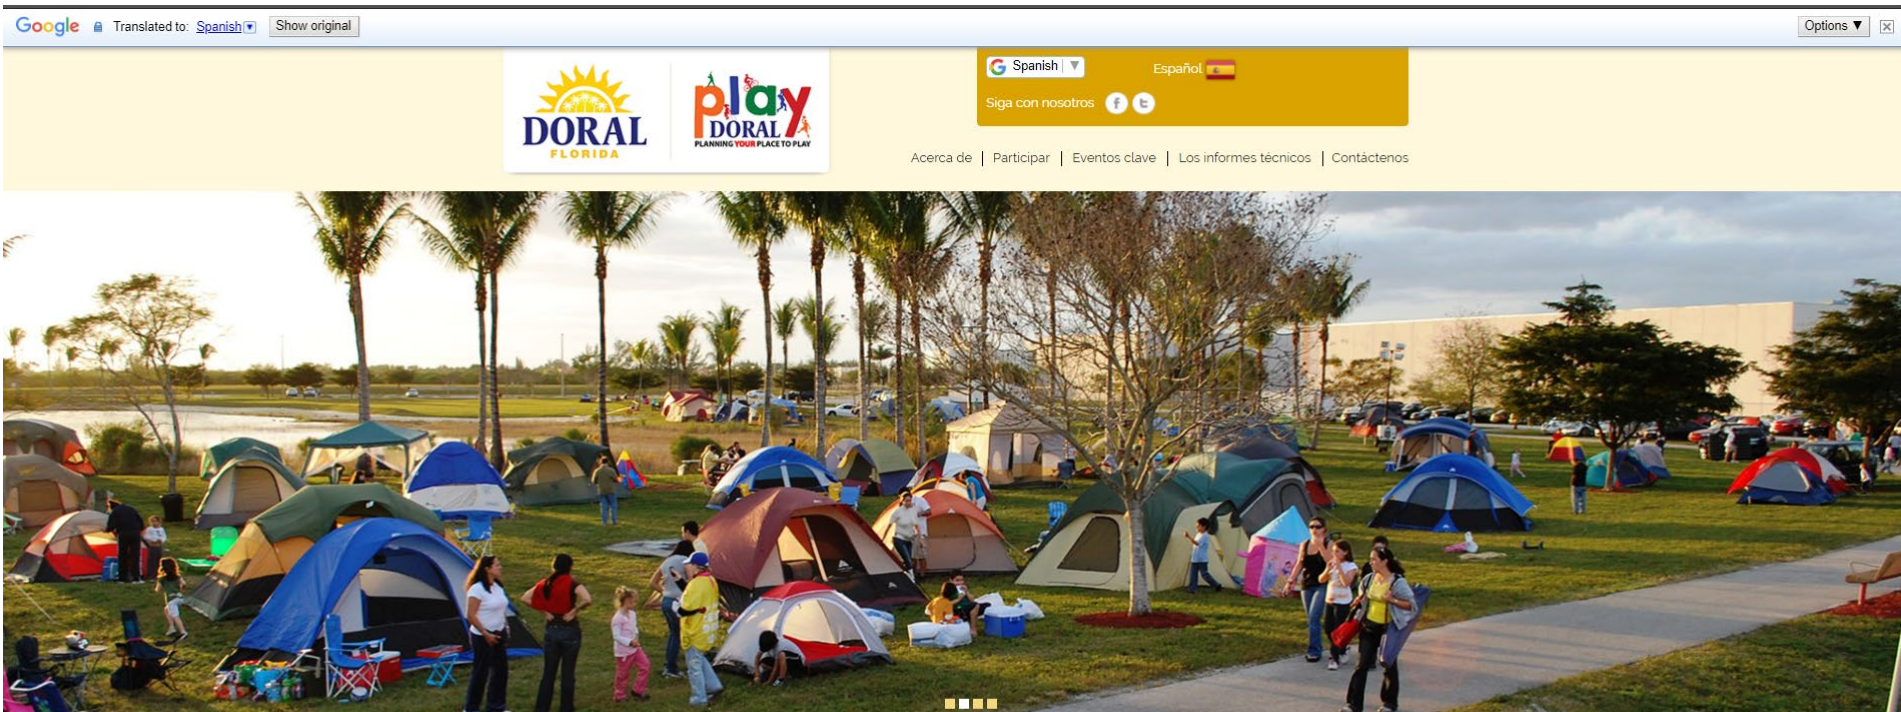 Google Translated to: Spanish Show original Options ▼
DORAL
FLORIDA
play
DORAL
PLANNING YOUR PLACE TO PLAY
Spanish Español
Siga con nosotros
Acerca de | Participar | Eventos clave | Los informes técnicos | Contáctenos